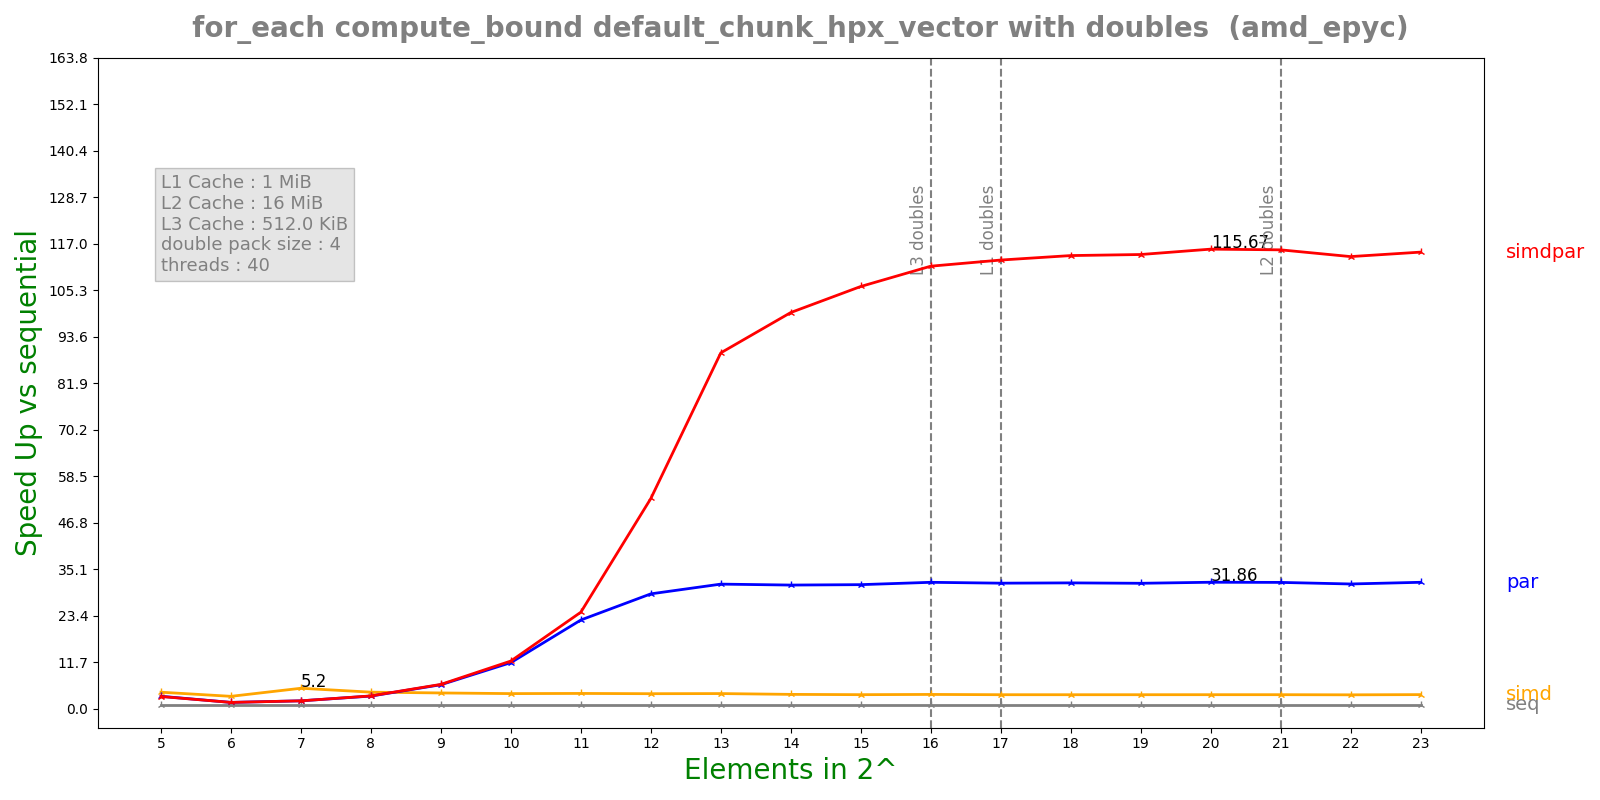 for_each compute_bound default_chunk_hpx_vector with doubles  (amd_epyc)
Speed Up vs sequential
163.8
152.1
140.4
128.7
117.0
105.3
93.6
81.9
70.2
58.5
46.8
35.1
23.4
11.7
0.0
L1 Cache : 1 MiB
L2 Cache : 16 MiB
L3 Cache : 512.0 KiB
double pack size : 4
threads : 40
L3 doubles
L1 doubles
L2 doubles
115.67
31.86
5.2
simdpar
par
simd
seq
5 6 7 8 9 10 11 12 13 14 15 16 17 18 19 20 21 22 23
Elements in 2^